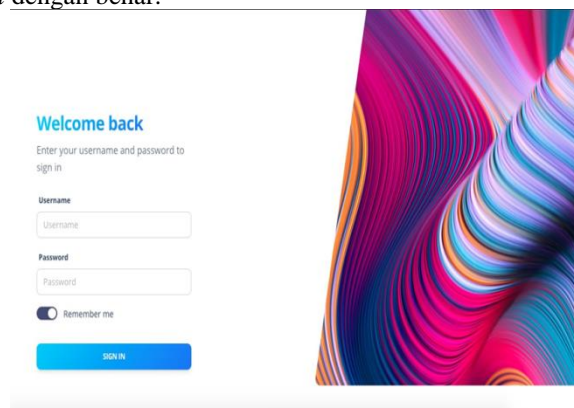 dengan benar.
Welcome back
Enter your username and password to
sign in
Username
Username
Password
Password
Remember me
SIGN IN